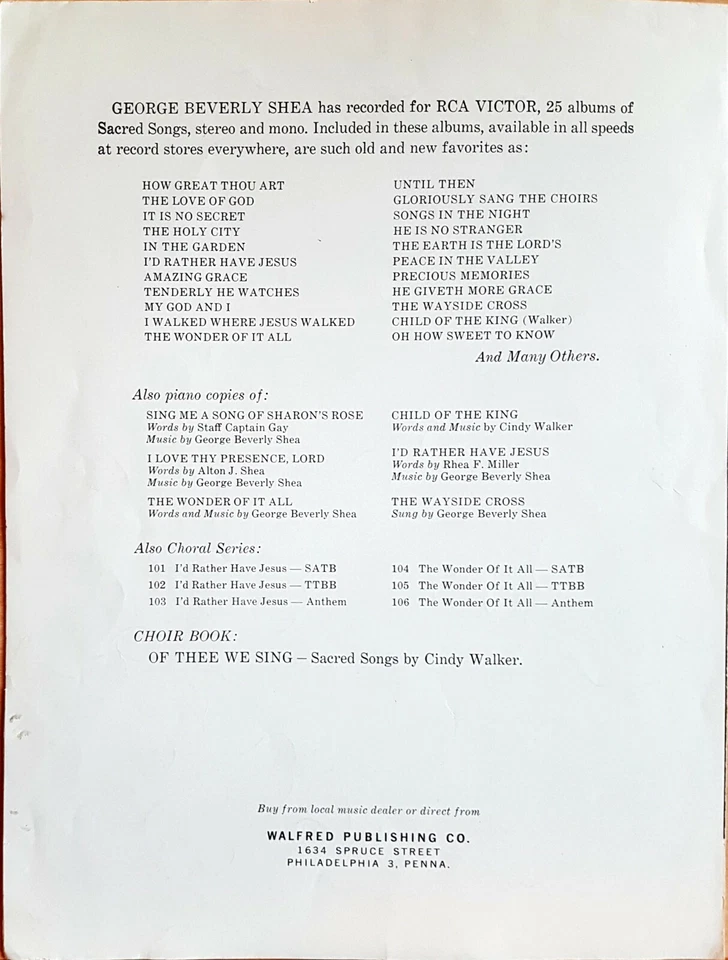 GEORGE BEVERLY SHEA has recorded for RCA VICTOR, 25 albums of
Sacred Songs, stereo and mono. Included in these albums, available in all speeds
at record stores everywhere, are such old and new favorites as:
HOW GREAT THOU ART
THE LOVE OF GOD
IT IS NO SECRET
THE HOLY CITY
IN THE GARDEN
I'D RATHER HAVE JESUS
AMAZING GRACE
TENDERLY HE WATCHES
MY GOD AND I
I WALKED WHERE JESUS WALKED
THE WONDER OF IT ALL
UNTIL THEN
GLORIOUSLY SANG THE CHOIRS
SONGS IN THE NIGHT
HE IS NO STRANGER
THE EARTH IS THE LORD'S
PEACE IN THE VALLEY
PRECIOUS MEMORIES
HE GIVETH MORE GRACE
THE WAYSIDE CROSS
CHILD OF THE KING (Walker)
OH HOW SWEET TO KNOW
And Many Others.
Also piano copies of:
SING ME A SONG OF SHARON'S ROSE
Words by Staff Captain Gay
Music by George Beverly Shea
I LOVE THY PRESENCE, LORD
Words by Alton J. Shea
Music by George Beverly Shea
THE WONDER OF IT ALL
Words and Music by George Beverly Shea
CHILD OF THE KING
Words and Music by Cindy Walker
I'D RATHER HAVE JESUS
Words by Rhea F. Miller
Music by George Beverly Shea
THE WAYSIDE CROSS
Sung by George Beverly Shea
Also Choral Series:
101 I'd Rather Have Jesus — SATB
102 I'd Rather Have Jesus — TTBB
103 I'd Rather Have Jesus — Anthem
104 The Wonder Of It All — SATB
105 The Wonder Of It All — TTBB
106 The Wonder Of It All — Anthem
CHOIR BOOK:
OF THEE WE SING – Sacred Songs by Cindy Walker.
Buy from local music dealer or direct from
WALFRED PUBLISHING CO.
1634 SPRUCE STREET
PHILADELPHIA 3, PENNA.